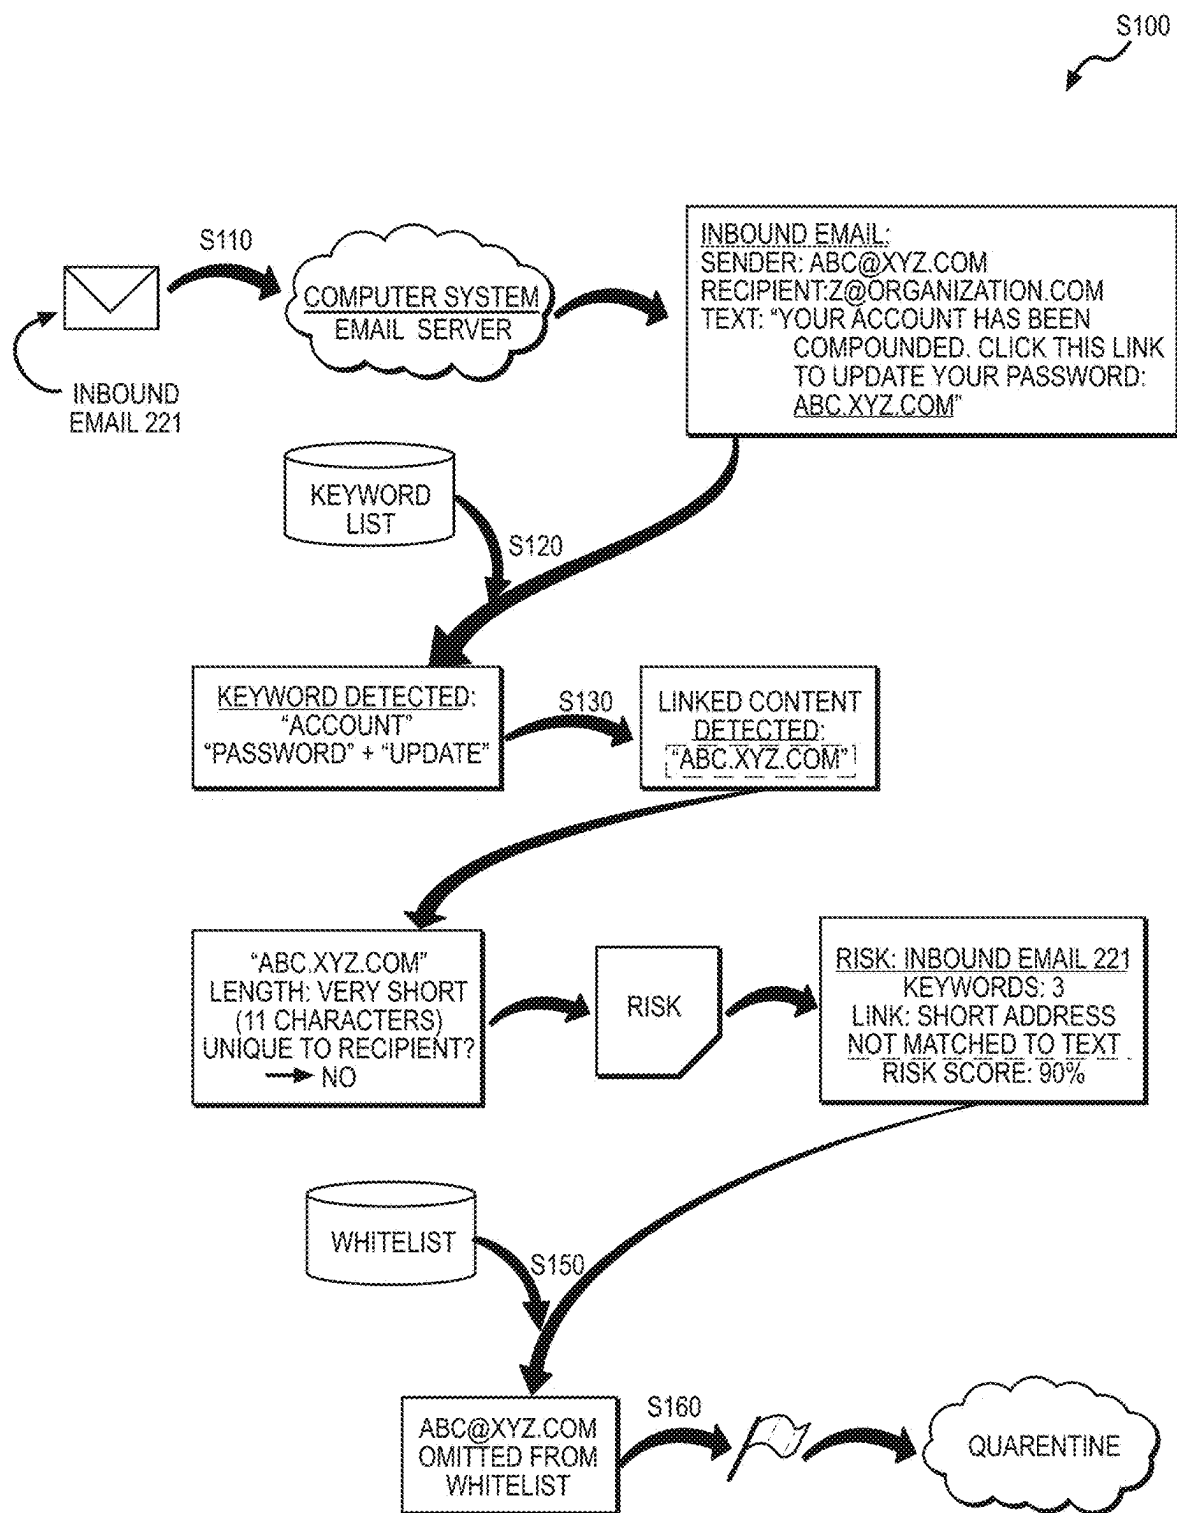 S100
S110
COMPUTER SYSTEM
EMAIL SERVER
INBOUND
EMAIL 221
INBOUND EMAIL:
SENDER: ABC@XYZ.COM
RECIPIENT:Z@ORGANIZATION.COM
TEXT: “YOUR ACCOUNT HAS BEEN
COMPOUNDED. CLICK THIS LINK
TO UPDATE YOUR PASSWORD:
ABC.XYZ.COM”
KEYWORD
LIST
S120
KEYWORD DETECTED:
“ACCOUNT”
“PASSWORD” + “UPDATE”
S130
LINKED CONTENT
DETECTED:
“ABC.XYZ.COM”
“ABC.XYZ.COM”
LENGTH: VERY SHORT
(11 CHARACTERS)
UNIQUE TO RECIPIENT?
→ NO
RISK
RISK: INBOUND EMAIL 221
KEYWORDS: 3
LINK: SHORT ADDRESS
NOT MATCHED TO TEXT
RISK SCORE: 90%
WHITELIST
S150
ABC@XYZ.COM
OMITTED FROM
WHITELIST
S160
QUARENTINE